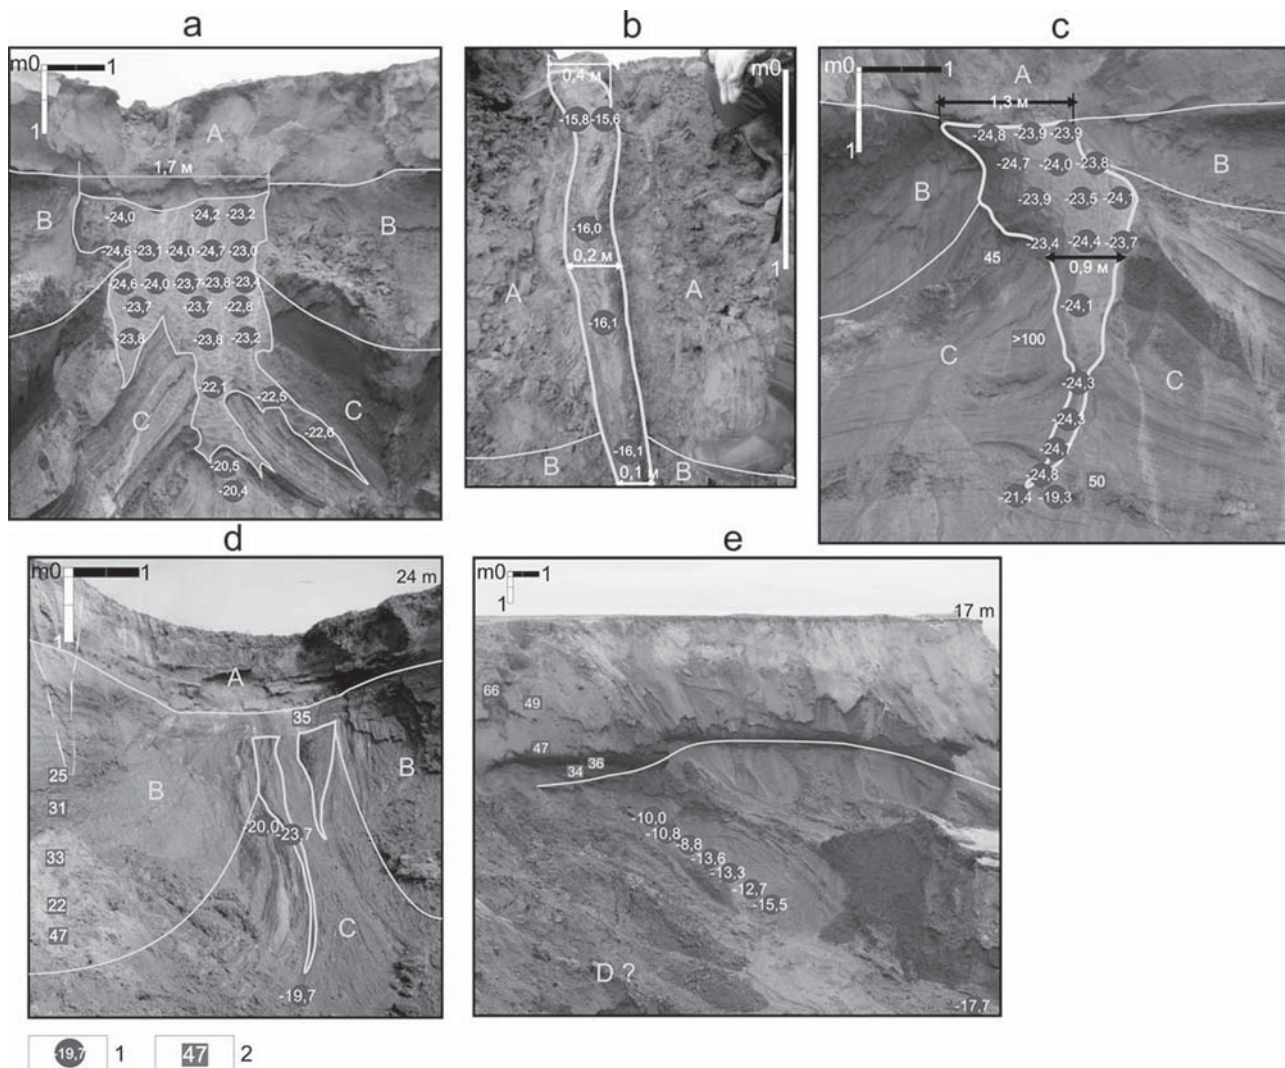 a
m0 1
1
A
1,7 м
B B
-24,0 -24,2 -23,2
-24,6 -23,1 -24,0 -24,7 -23,0
-24,6 -24,0 -23,7 -23,8 -23,4
-23,7 -23,7 -22,8
-23,8 -23,8 -23,2
-22,1
-22,5
C C
-22,6
-20,5
-20,4
b
0,4 м
m0
1
-15,8 -15,6
-16,0
0,2 м
A A
-16,1
-16,1
B B
0,1 м
c
m0 1
1
A
1,3 м
-24,8 -23,9 -23,9
-24,7 -24,0 -23,8
B B
-23,9 -23,5 -24,1
-23,4 -24,4 -23,7
45
0,9 м
-24,1
>100
C C
-24,3
-24,3
-24,7
-24,8
50
-21,4 -19,3
d
m0 1
1
24 m
A
35
25
B B
31
-20,0 -23,7
33
22
47
C
-19,7
e
m0 1
1
17 m
66
49
47
36
34
-10,0
-10,8
-8,8
-13,6
-13,3
-12,7
-15,5
D ?
-17,7
-19,7 1
47 2